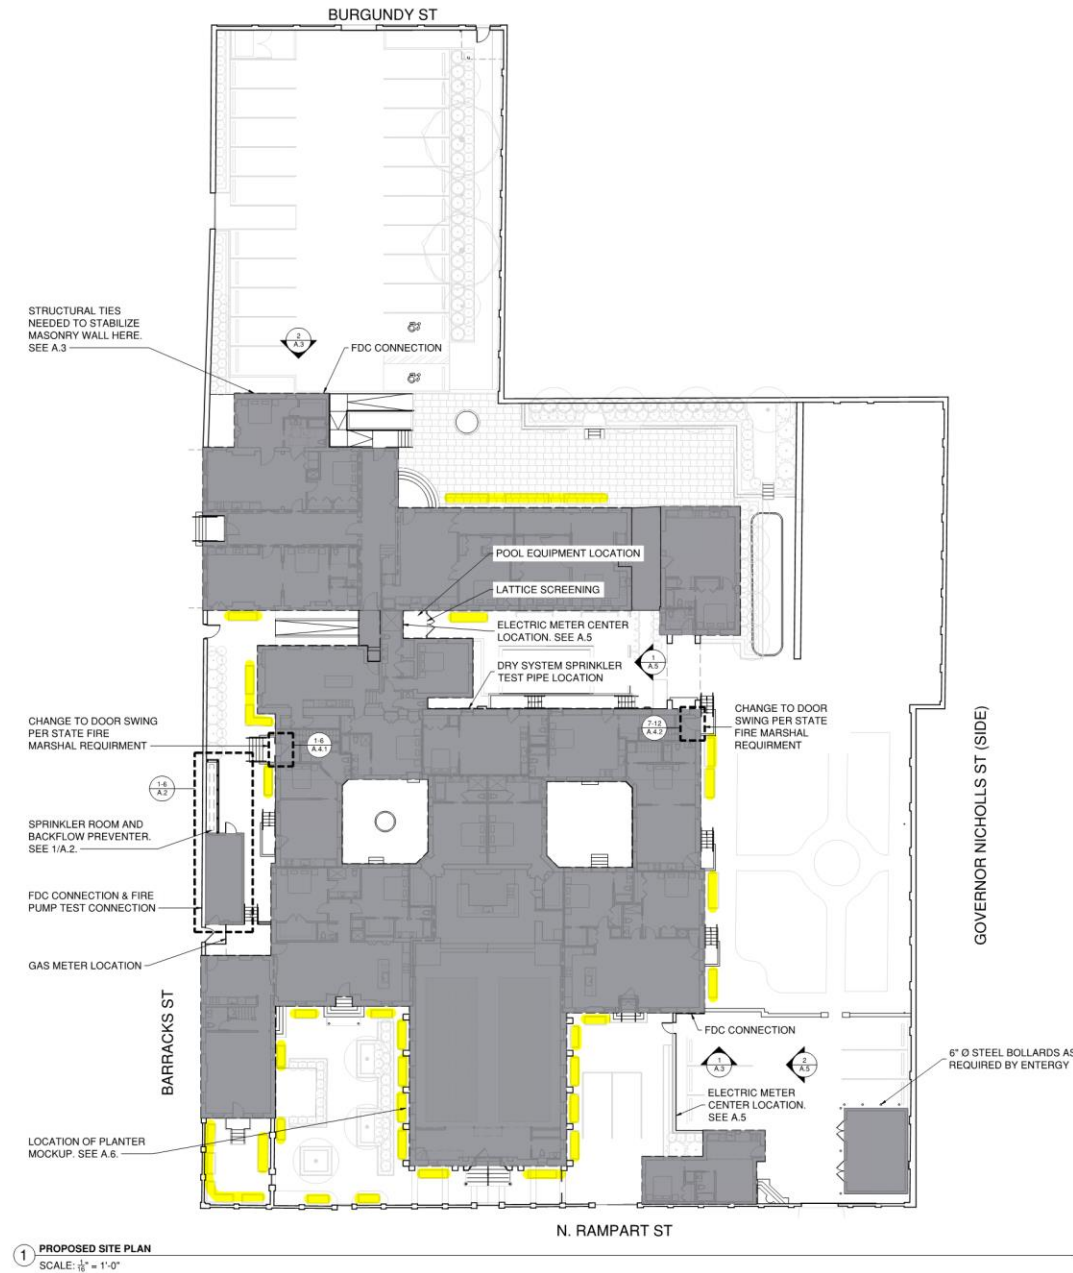 BURGUNDY ST
STRUCTURAL TIES
NEEDED TO STABILIZE
MASONRY WALL HERE.
SEE A.3
2
A.3
FDC CONNECTION
POOL EQUIPMENT LOCATION
LATTICE SCREENING
ELECTRIC METER CENTER
LOCATION. SEE A.5
1
A.5
DRY SYSTEM SPRINKLER
TEST PIPE LOCATION
CHANGE TO DOOR SWING
PER STATE FIRE
MARSHAL REQUIRMENT
1-6
A.4.1
7-12
A.4.2
CHANGE TO DOOR
SWING PER STATE
FIRE MARSHAL
REQUIRMENT
1-6
A.2
SPRINKLER ROOM AND
BACKFLOW PREVENTER.
SEE 1/A.2.
FDC CONNECTION & FIRE
PUMP TEST CONNECTION
GAS METER LOCATION
BARRACKS ST
GOVERNOR NICHOLLS ST (SIDE)
FDC CONNECTION
1
A.3
2
A.5
6" Ø STEEL BOLLARDS AS
REQUIRED BY ENTERGY
ELECTRIC METER
CENTER LOCATION.
SEE A.5
LOCATION OF PLANTER
MOCKUP. SEE A.6.
N. RAMPART ST
1 PROPOSED SITE PLAN
SCALE: 1/16" = 1'-0"